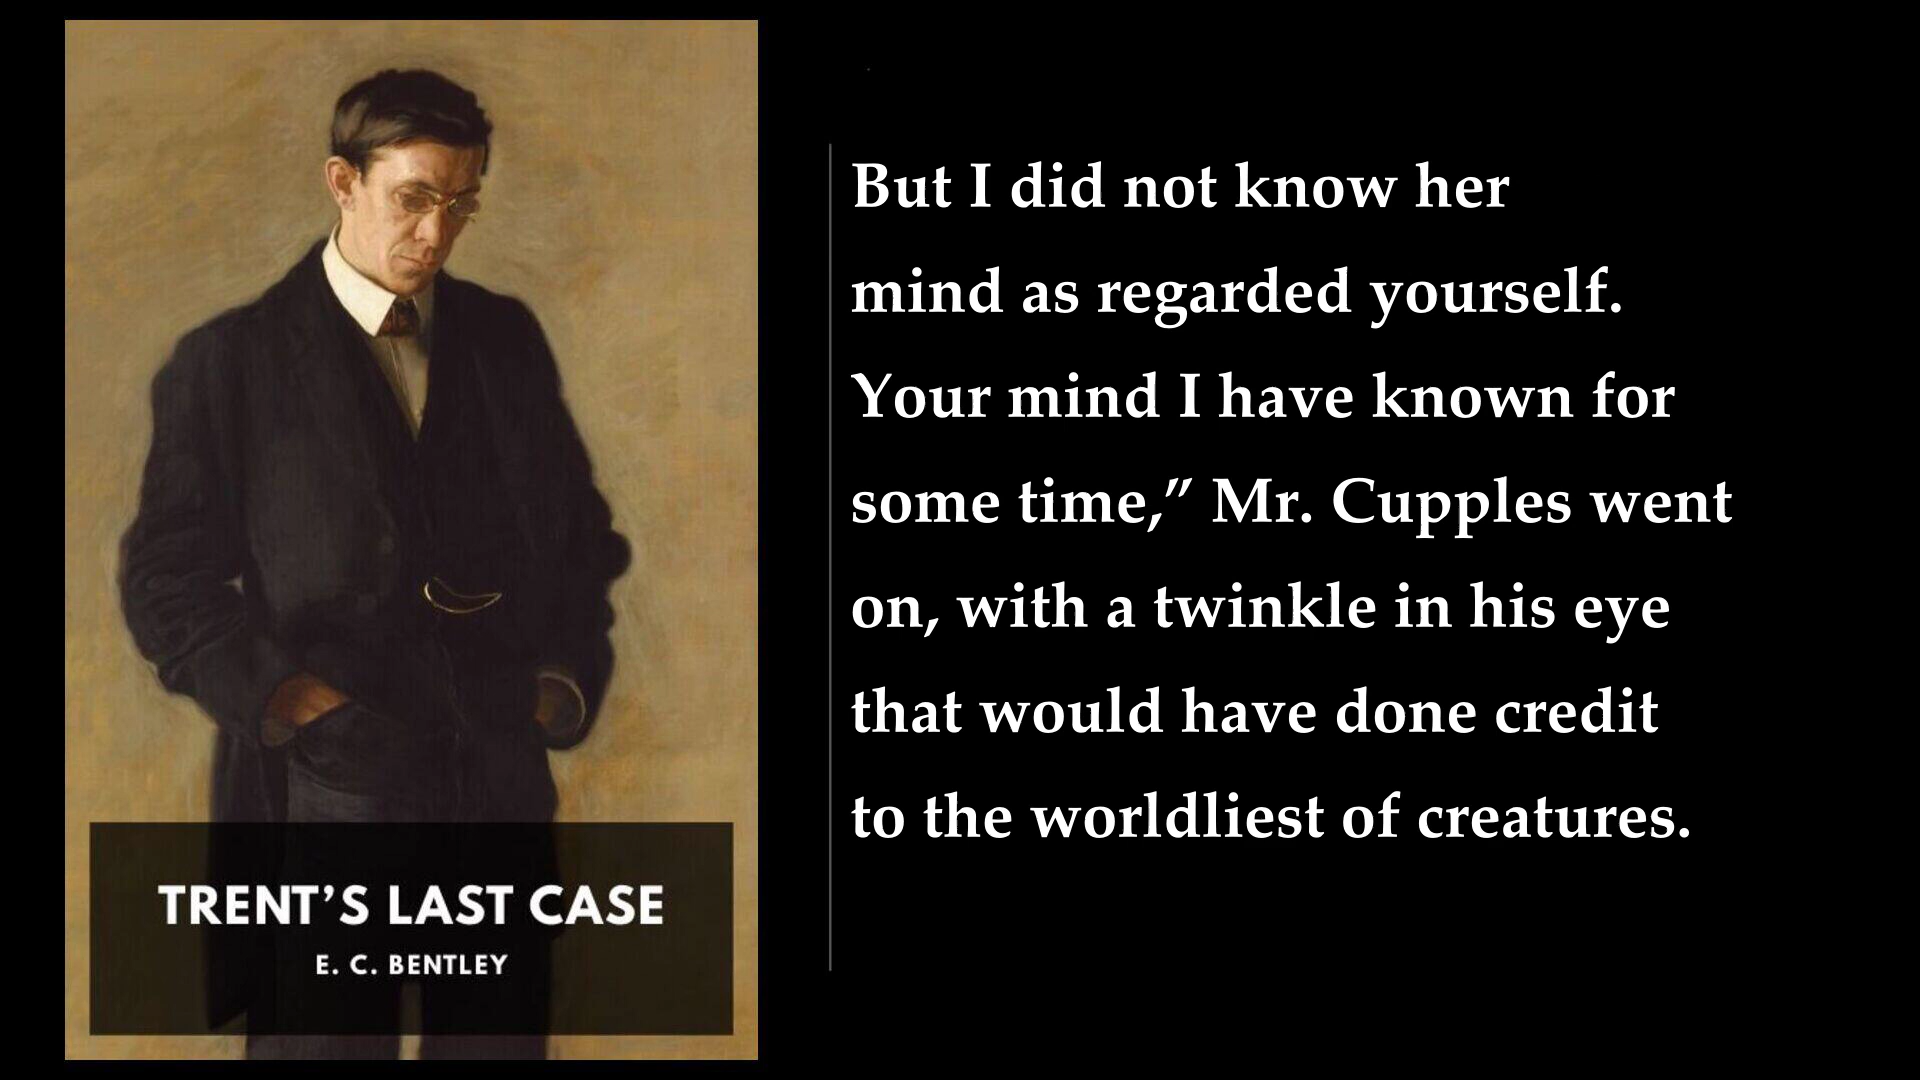 TRENT’S LAST CASE
E. C. BENTLEY
But I did not know her
mind as regarded yourself.
Your mind I have known for
some time,” Mr. Cupples went
on, with a twinkle in his eye
that would have done credit
to the worldliest of creatures.